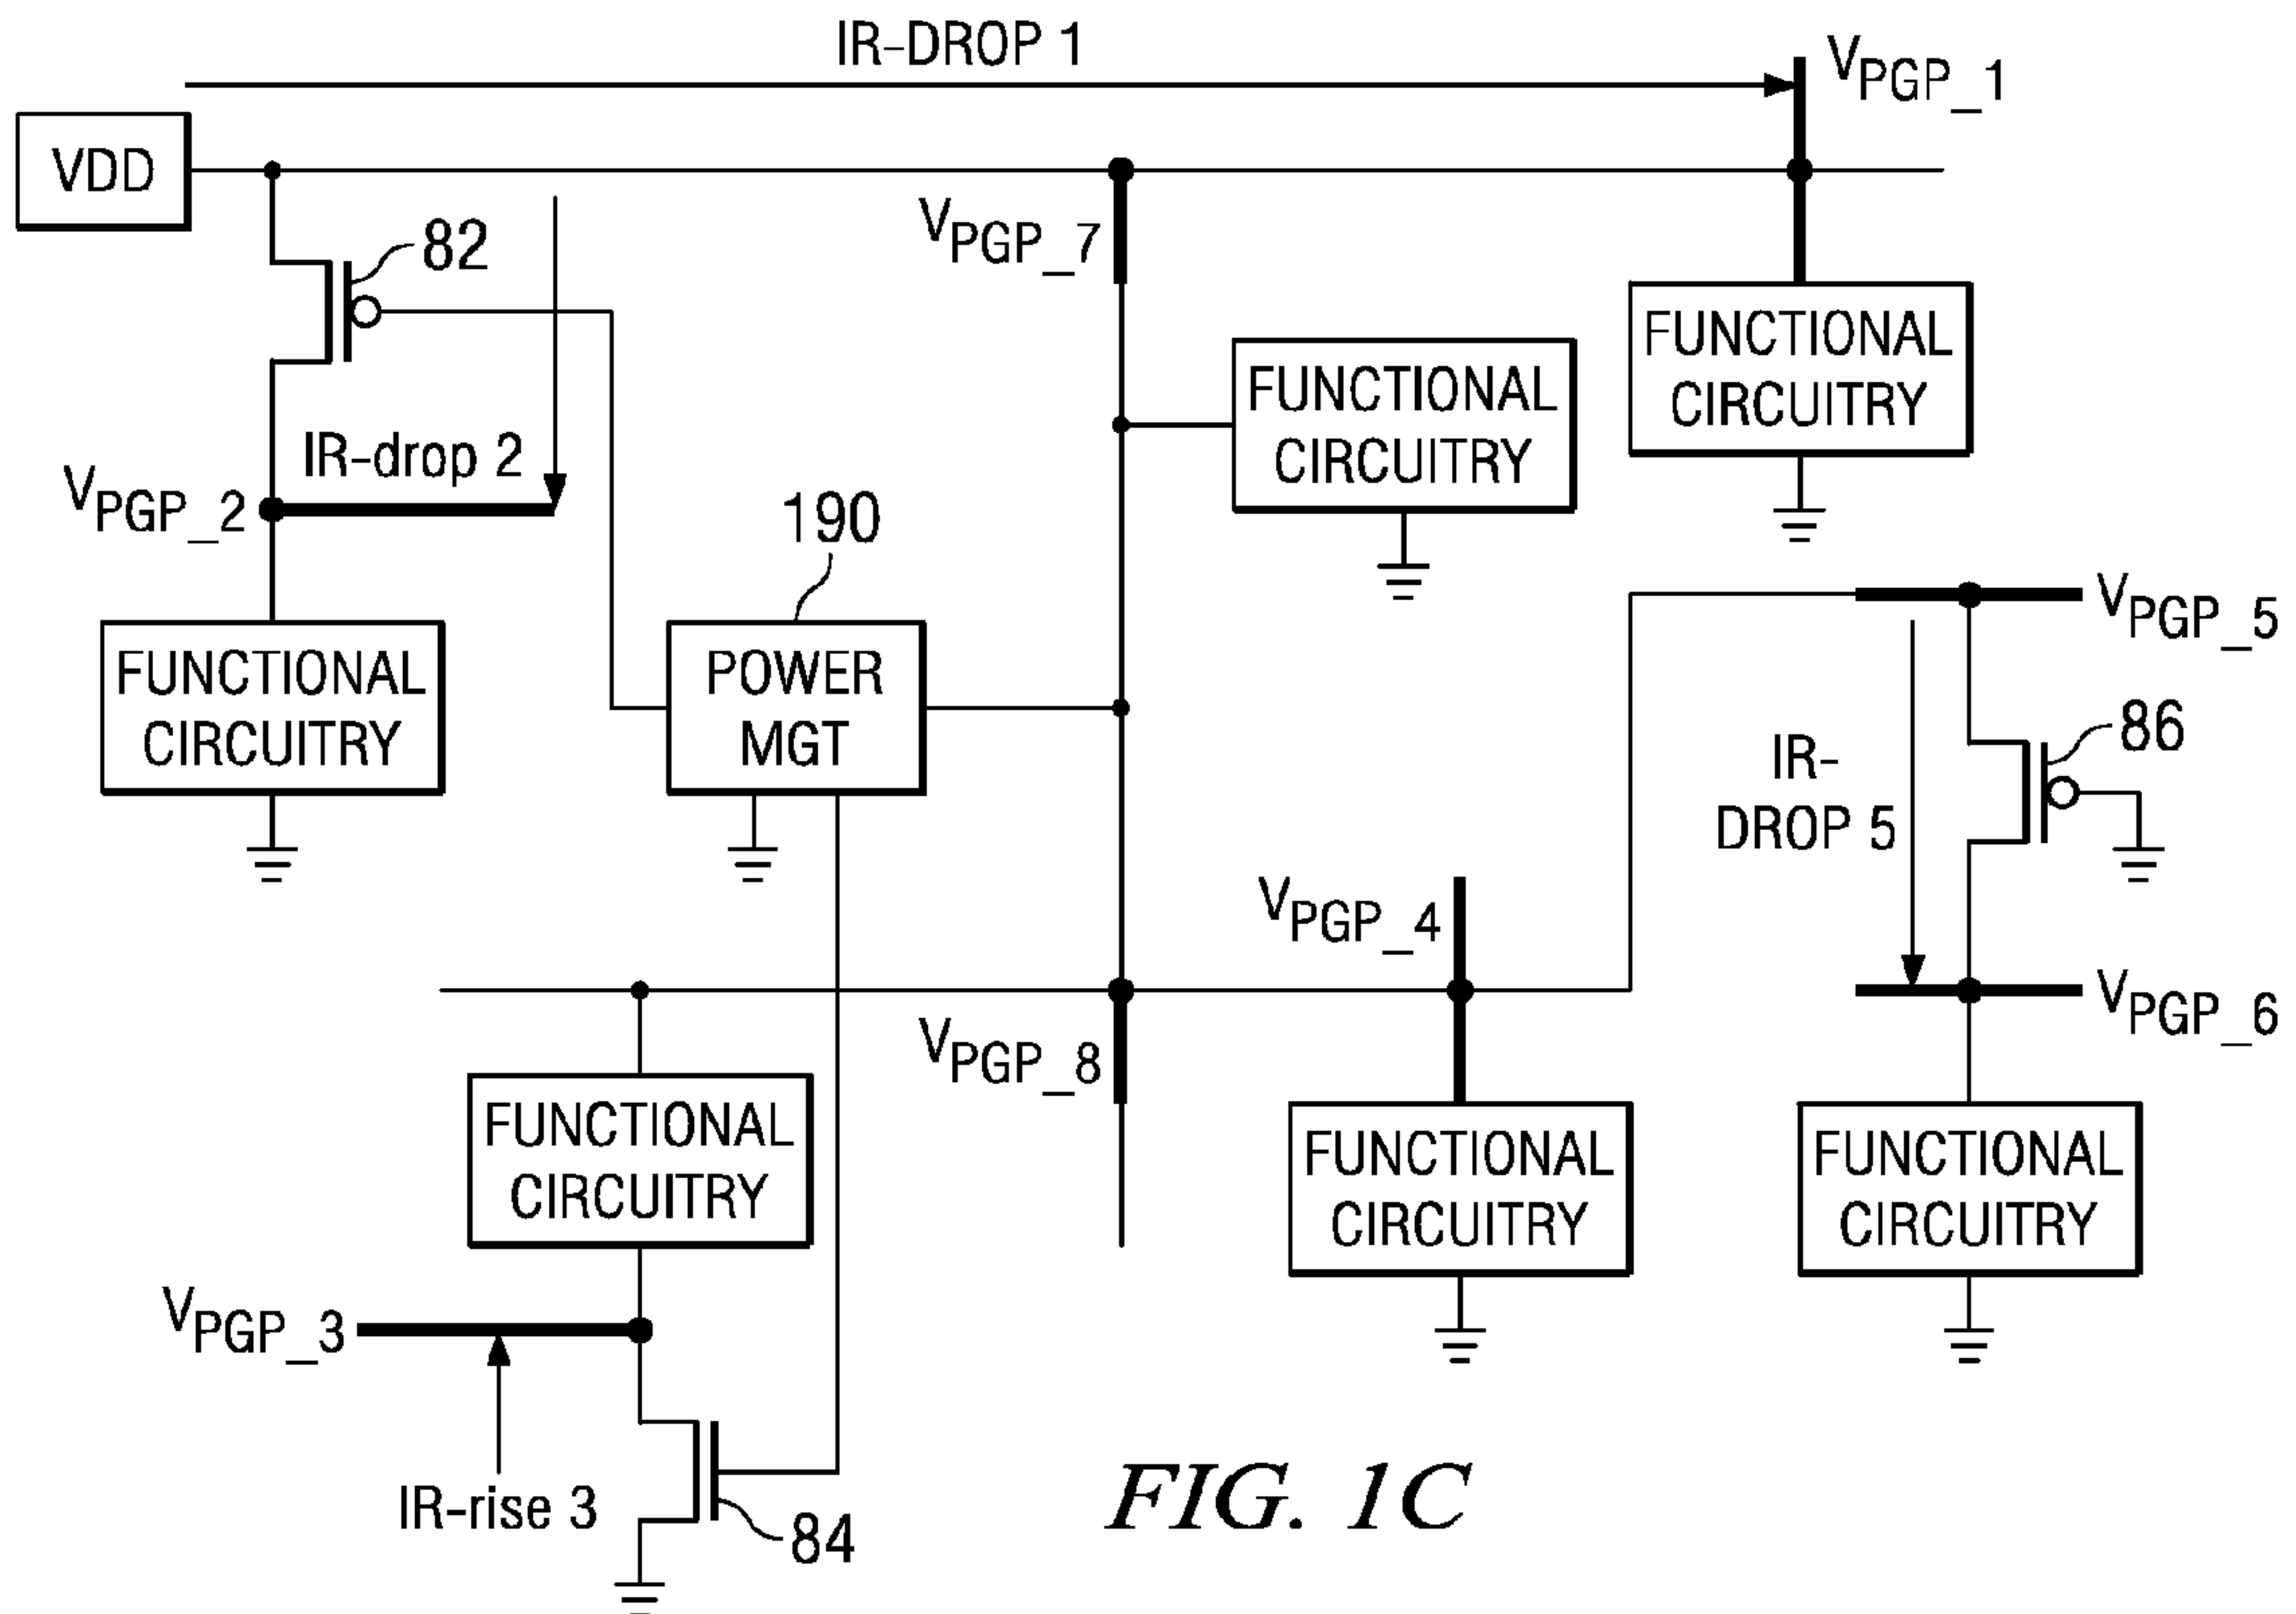 IR-DROP 1
VPGP_1
VDD
82
VPGP_7
FUNCTIONAL
CIRCUITRY
FUNCTIONAL
CIRCUITRY
IR-drop 2
VPGP_2
190
VPGP_5
FUNCTIONAL
CIRCUITRY
POWER
MGT
IR-
DROP 5
86
VPGP_4
VPGP_8
VPGP_6
FUNCTIONAL
CIRCUITRY
FUNCTIONAL
CIRCUITRY
FUNCTIONAL
CIRCUITRY
VPGP_3
IR-rise 3
84
FIG. 1C